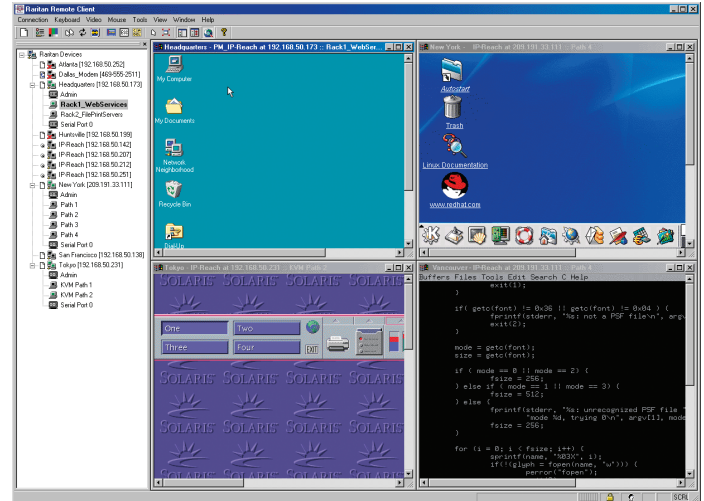 Raritan Remote Client
Connection Keyboard Video Mouse Tools View Window Help
Raritan Devices
Atlanta [192.168.50.252]
Dallas_Modem [469-555-2511]
Headquarters [192.168.50.173]
Admin
Rack1_WebServices
Rack2_FilePrintServers
Serial Port 0
Huntsville [192.168.50.199]
IP-Reach [192.168.50.142]
IP-Reach [192.168.50.207]
IP-Reach [192.168.50.212]
IP-Reach [192.168.50.251]
New York [209.191.33.111]
Admin
Path 1
Path 2
Path 3
Path 4
Serial Port 0
San Francisco [192.168.50.138]
Tokyo [192.168.50.231]
Admin
KVM Path 1
KVM Path 2
Serial Port 0
Headquarters - PM_IP-Reach at 192.168.50.173 :: Rack1_WebSer...
My Computer
My Documents
Network
Neighborhood
Recycle Bin
Dial-Up
New York - IP-Reach at 209.191.33.111 :: Path 4
Autostart
Trash
Linux Documentation
www.redhat.com
Tokyo - IP-Reach at 192.168.50.231 :: KVM Path 2
SOLARIS SOLARIS SOLARIS SOLARIS
One
Two
Three
Four
EXIT
SOLARIS SOLARIS SOLARIS SOLARIS
SOLARIS SOLARIS SOLARIS SOLARIS
Vancouver - IP-Reach at 209.191.33.111 :: Path 4
Buffers Files Tools Edit Search C Help
exit(1);
}
if( getc(font) != 0x36 || getc(font) != 0x04 ) {
fprintf(stderr, "%s: not a PSF file\n", argv
exit(2);
}
mode = getc(font);
size = getc(font);
if ( mode == 0 || mode == 2) {
fsize = 256;
} else if ( mode == 1 || mode == 3) {
fsize = 512;
} else {
fprintf(stderr, "%s: unrecognized PSF file "
"mode %d, trying 0\n", argv[1], mode
fsize = 256;
}
for (i = 0; i < fsize; i++) {
sprintf(name, "%03X", i);
if(!(glyph = fopen(name, "w"))) {
perror("fopen");
SCRL